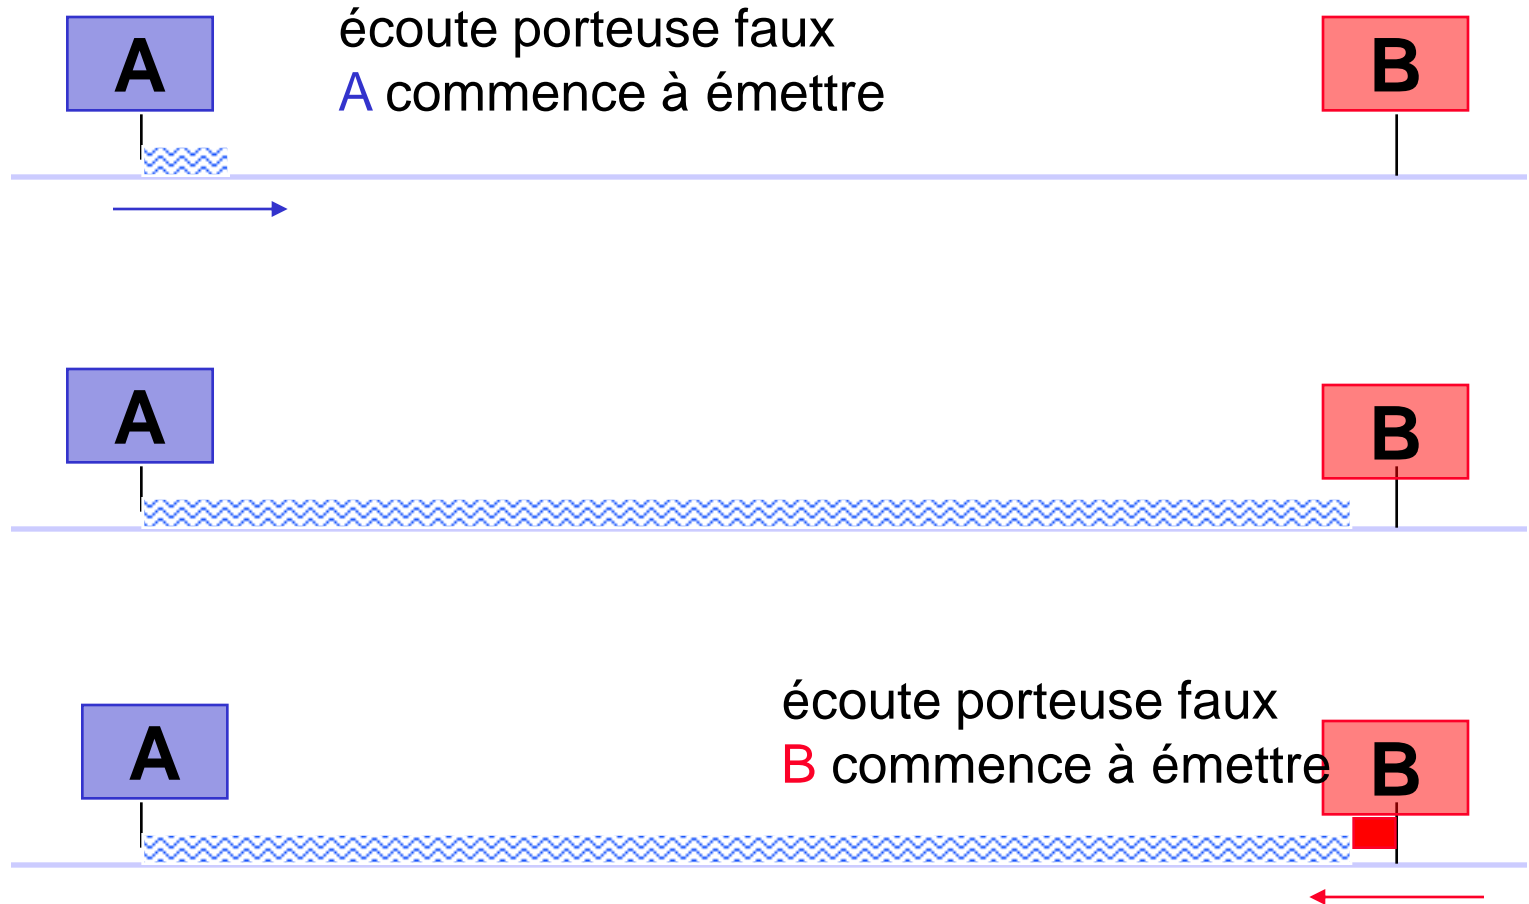 A
écoute porteuse faux
A commence à émettre
B
A
B
A
écoute porteuse faux
B commence à émettre
B